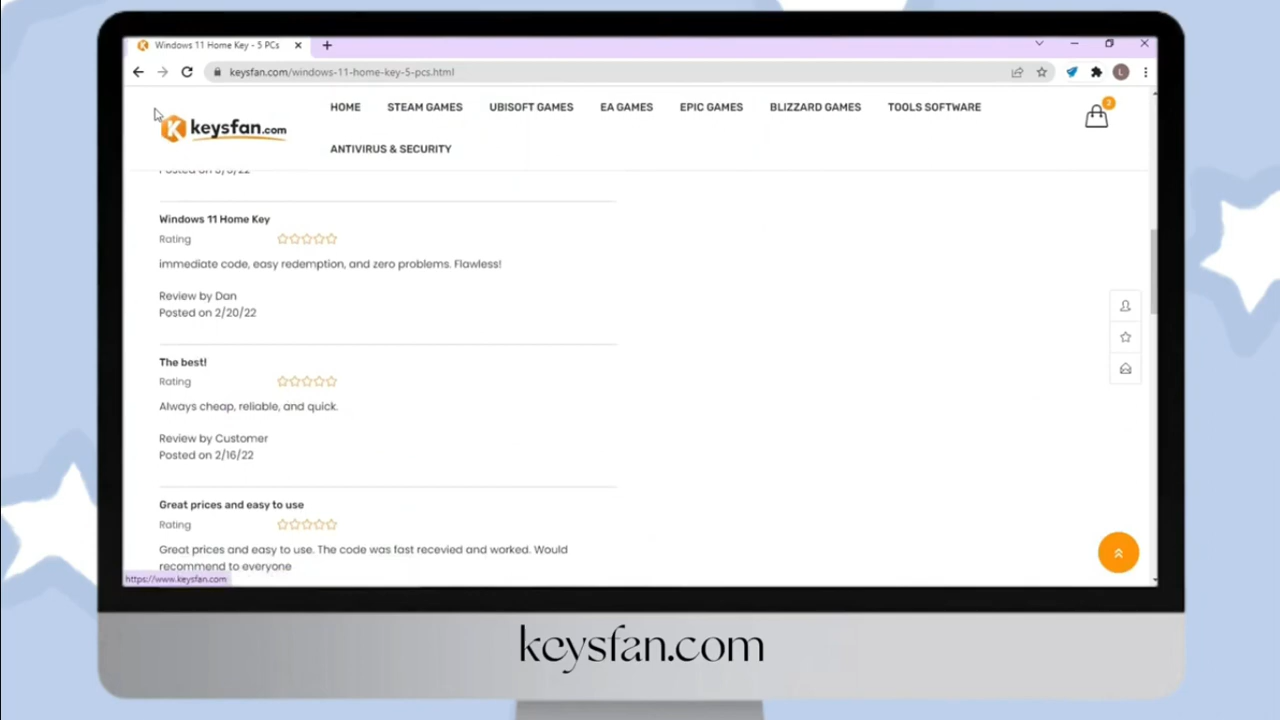 Windows 11 Home Key - 5 PCs
keysfan.com/windows-11-home-key-5-pcs.html
L
keysfan.com
HOME
STEAM GAMES
UBISOFT GAMES
EA GAMES
EPIC GAMES
BLIZZARD GAMES
TOOLS SOFTWARE
3
ANTIVIRUS & SECURITY
Windows 11 Home Key
Rating
immediate code, easy redemption, and zero problems. Flawless!
Review by Dan
Posted on 2/20/22
The best!
Rating
Always cheap, reliable, and quick.
Review by Customer
Posted on 2/16/22
Great prices and easy to use
Rating
Great prices and easy to use. The code was fast recevied and worked. Would
recommend to everyone
https://www.keysfan.com
keysfan.com